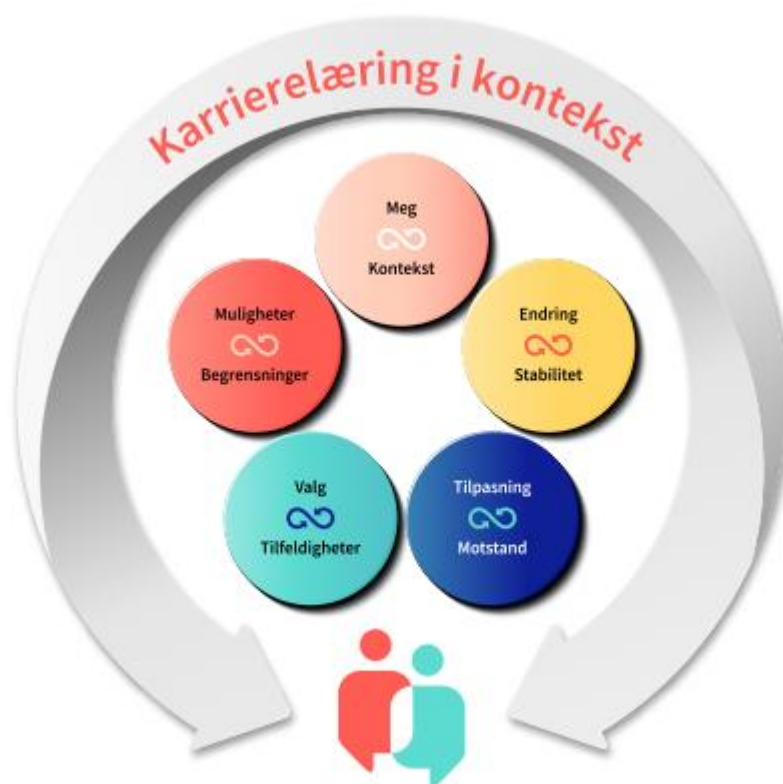 Karrierelæring i kontekst
Meg
Kontekst
Muligheter
Begrensninger
Endring
Stabilitet
Valg
Tilfeldigheter
Tilpasning
Motstand